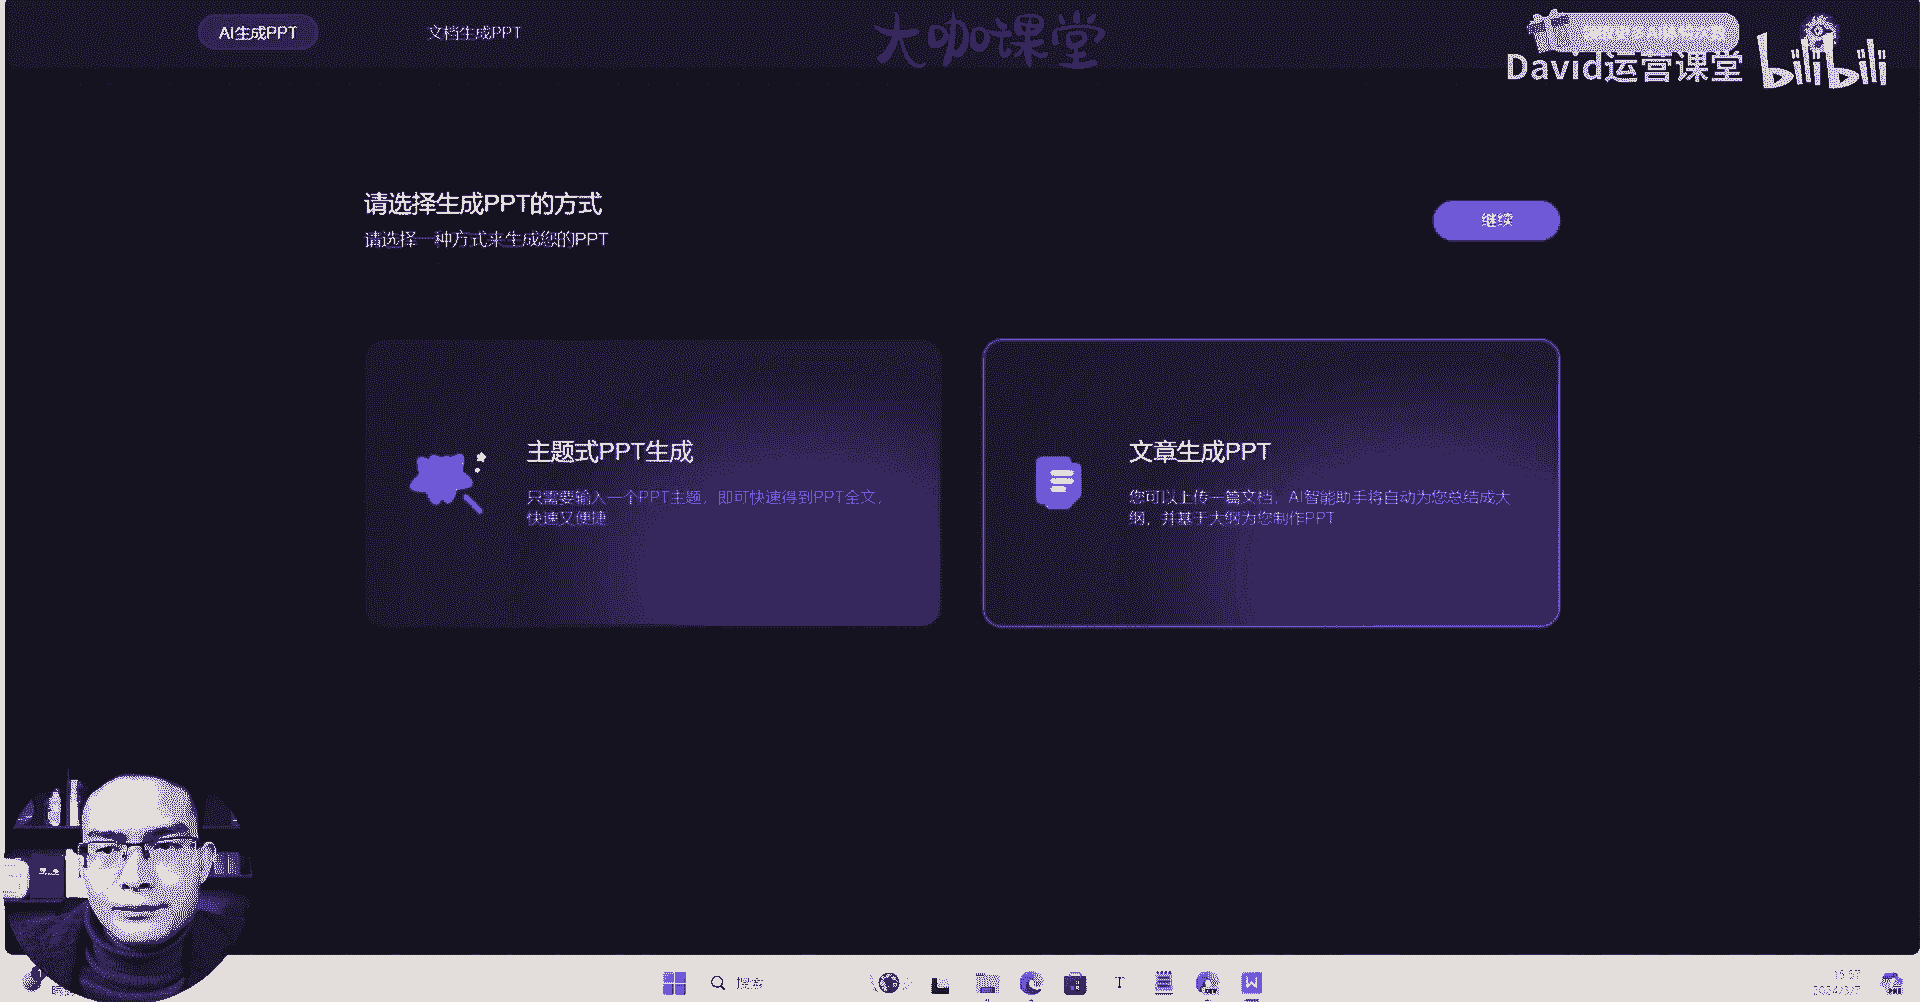 AI生成PPT
文档生成PPT
大咖课堂
David运营课堂
bilibili
请选择生成PPT的方式
请选择一种方式来生成您的PPT
继续
主题式PPT生成
只需要输入一个PPT主题，即可快速得到PPT全文，
快速又便捷
文章生成PPT
您可以上传一篇文档，AI智能助手将自动为您总结成大
纲，并基于大纲为您制作PPT
搜索
15:57
2024/3/7